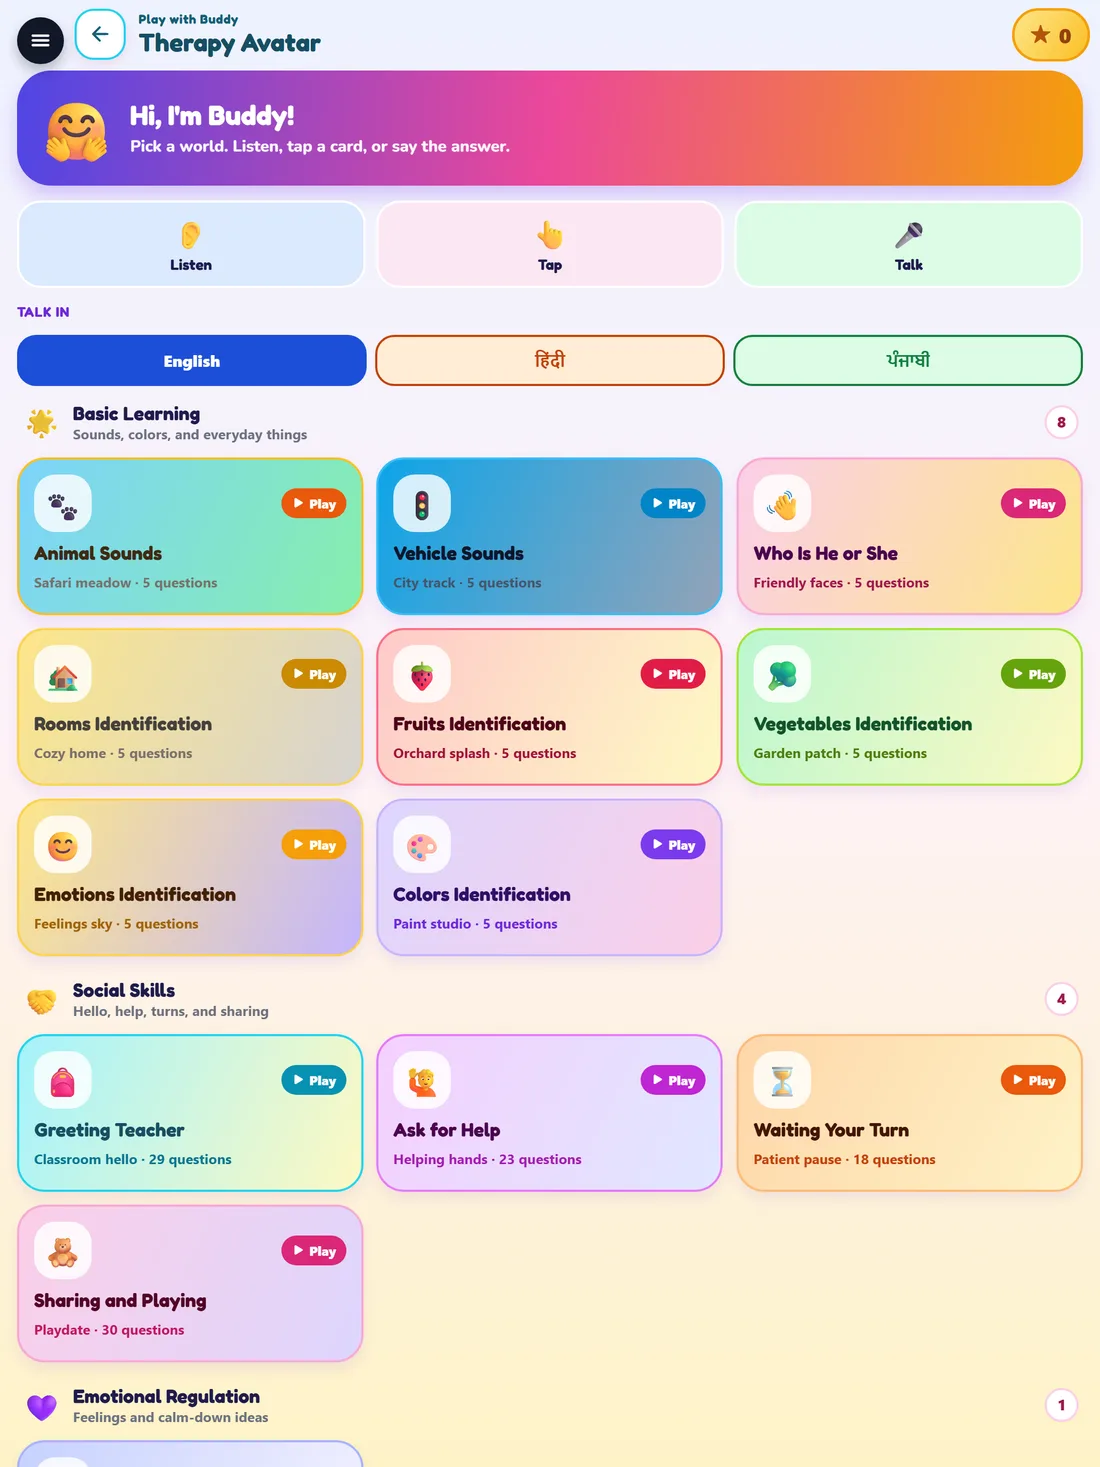 Play with Buddy
Therapy Avatar
0
Hi, I'm Buddy!
Pick a world. Listen, tap a card, or say the answer.
Listen
Tap
Talk
TALK IN
English
हिंदी
ਪੰਜਾਬੀ
Basic Learning
Sounds, colors, and everyday things
8
Play
Animal Sounds
Safari meadow · 5 questions
Play
Vehicle Sounds
City track · 5 questions
Play
Who Is He or She
Friendly faces · 5 questions
Play
Rooms Identification
Cozy home · 5 questions
Play
Fruits Identification
Orchard splash · 5 questions
Play
Vegetables Identification
Garden patch · 5 questions
Play
Emotions Identification
Feelings sky · 5 questions
Play
Colors Identification
Paint studio · 5 questions
Social Skills
Hello, help, turns, and sharing
4
Play
Greeting Teacher
Classroom hello · 29 questions
Play
Ask for Help
Helping hands · 23 questions
Play
Waiting Your Turn
Patient pause · 18 questions
Play
Sharing and Playing
Playdate · 30 questions
Emotional Regulation
Feelings and calm-down ideas
1